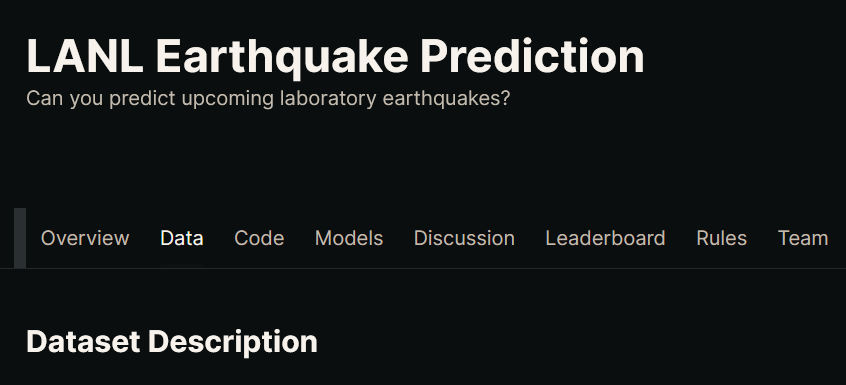 LANL Earthquake Prediction
Can you predict upcoming laboratory earthquakes?
Overview Data Code Models Discussion Leaderboard Rules Team
Dataset Description